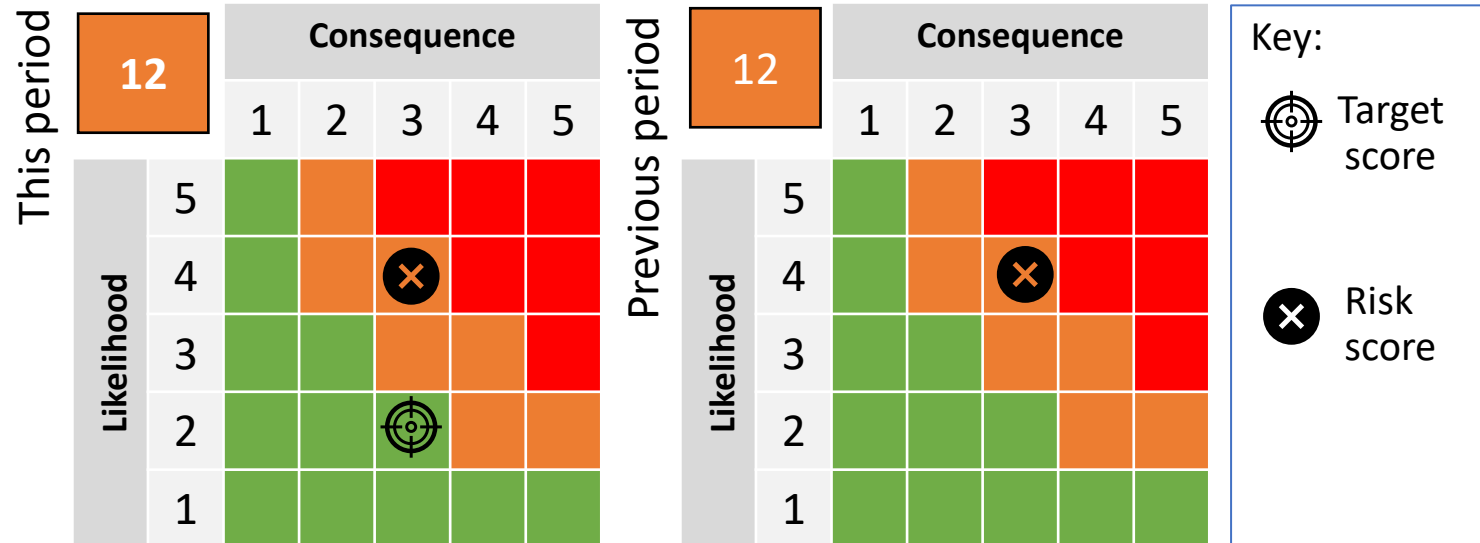 This period
12
Consequence
1 2 3 4 5
Likelihood
5
4
3
2
1
Previous period
12
Consequence
1 2 3 4 5
Likelihood
5
4
3
2
1
Key:
Target
score
Risk
score